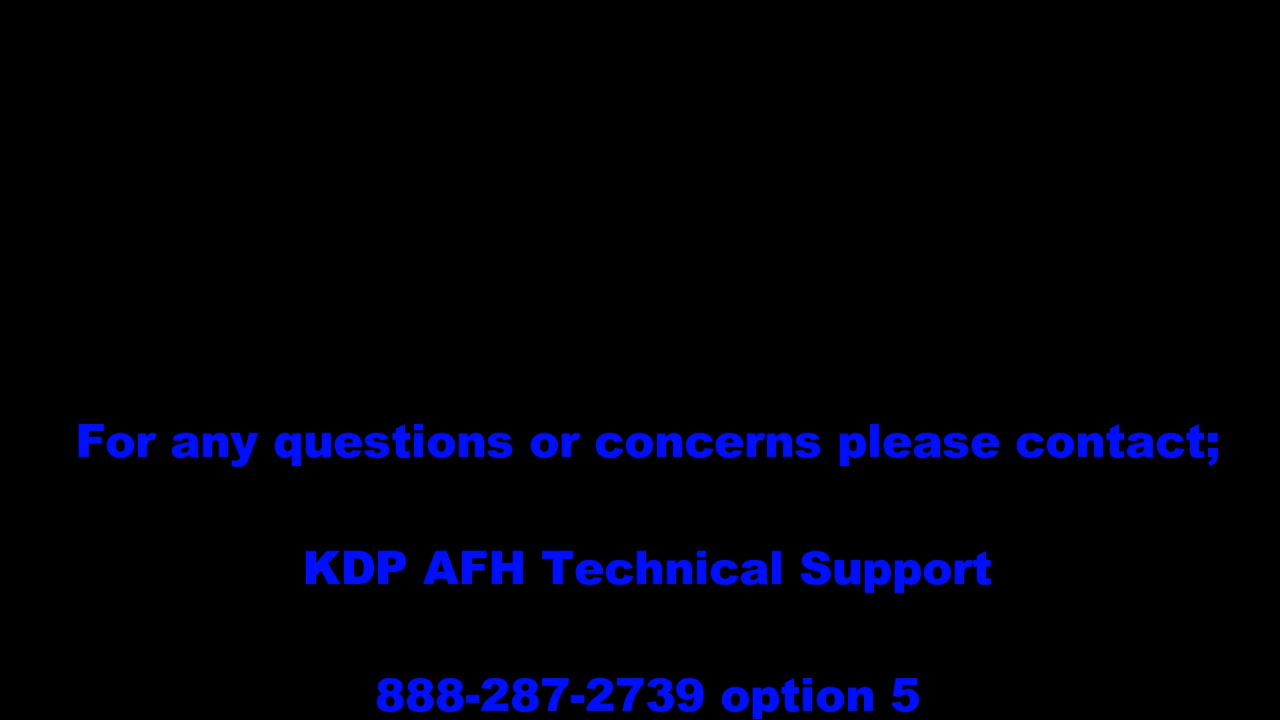 For any questions or concerns please contact;
KDP AFH Technical Support
888-287-2739 option 5